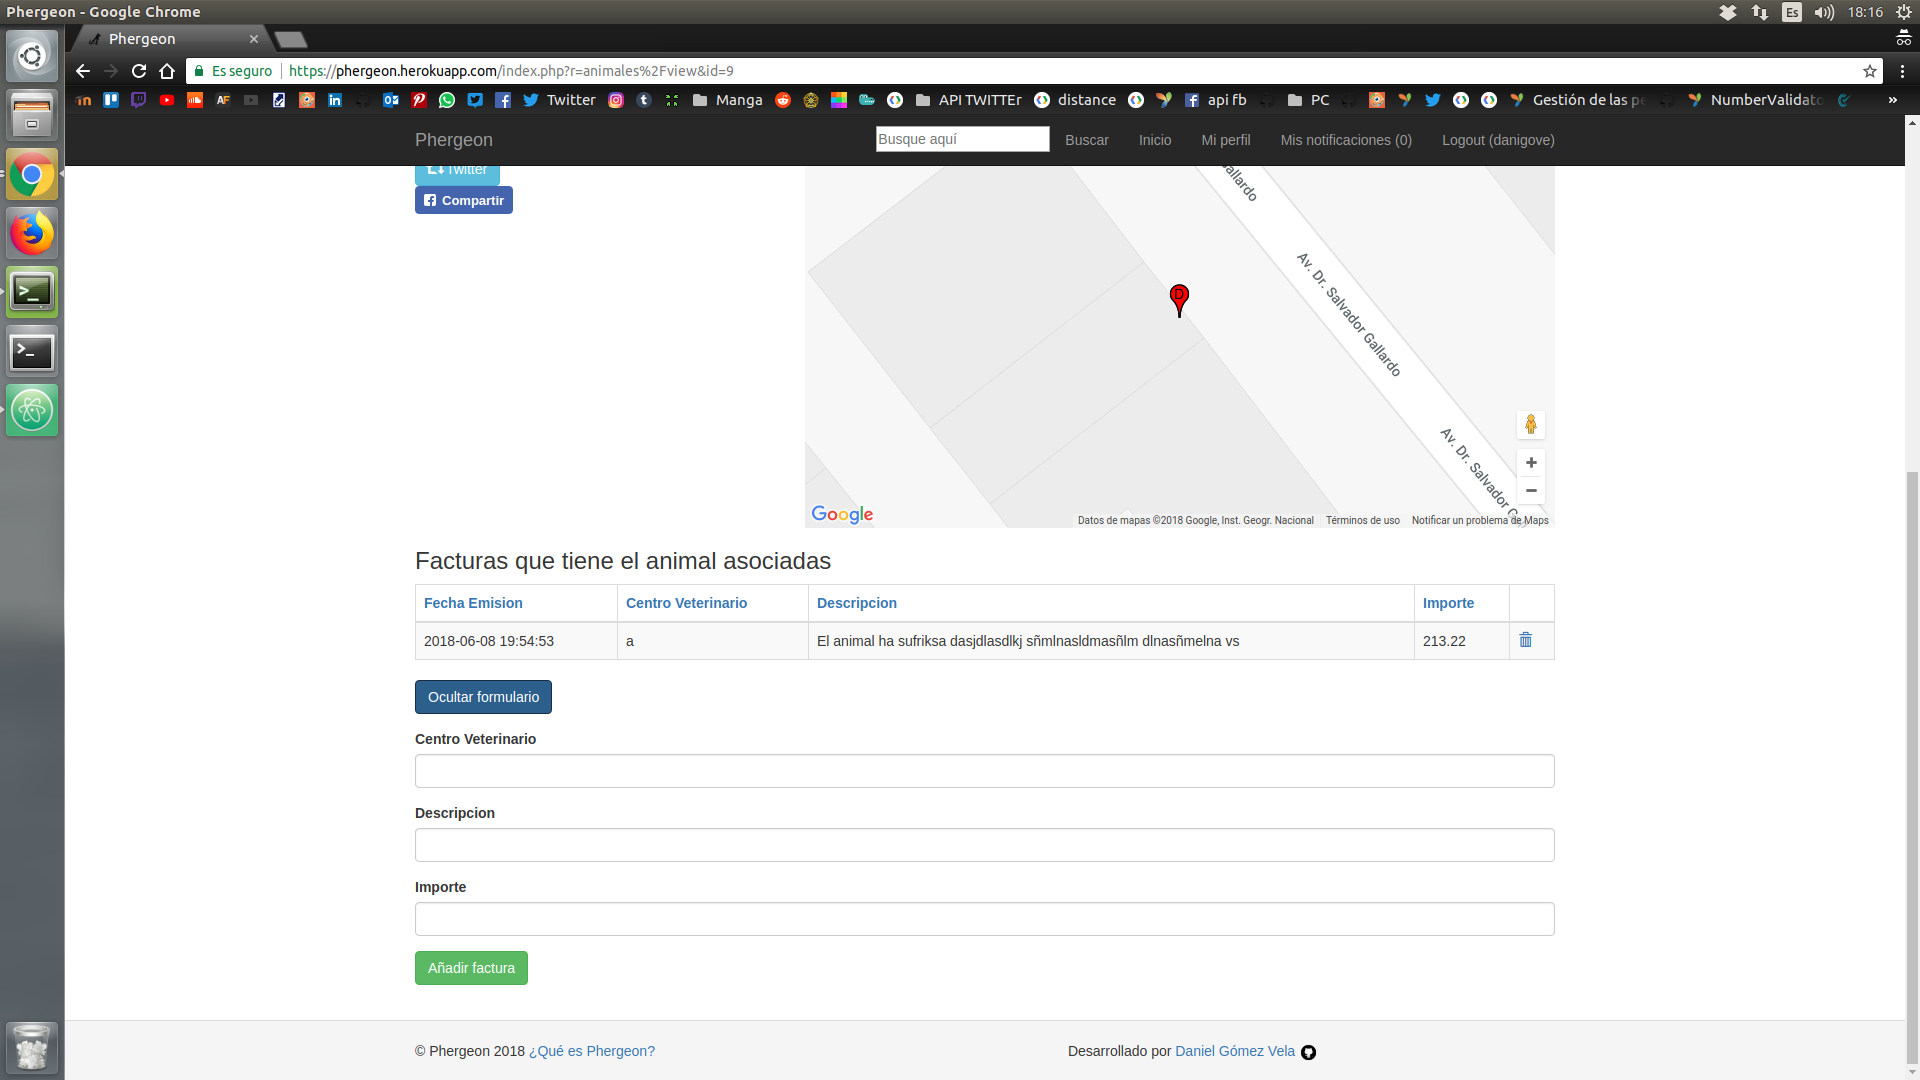 Phergeon - Google Chrome
Es
18:16
Phergeon
Es seguro
https://phergeon.herokuapp.com/index.php?r=animales%2Fview&id=9
Twitter
Manga
API TWITTEr
distance
api fb
PC
Gestión de las pe
NumberValidato
»
Phergeon
Busque aquí
Buscar
Inicio
Mi perfil
Mis notificaciones (0)
Logout (danigove)
Twitter
Compartir
allardo
Av. Dr. Salvador Gallardo
Av. Dr. Salvador G
D
Google
Datos de mapas ©2018 Google, Inst. Geogr. Nacional
Términos de uso
Notificar un problema de Maps
Facturas que tiene el animal asociadas
Fecha Emision
Centro Veterinario
Descripcion
Importe
2018-06-08 19:54:53
a
El animal ha sufriksa dasjdlasdlkj sñmlnasldmasñlm dlnasñmelna vs
213.22
Ocultar formulario
Centro Veterinario
Descripcion
Importe
Añadir factura
© Phergeon 2018 ¿Qué es Phergeon?
Desarrollado por Daniel Gómez Vela